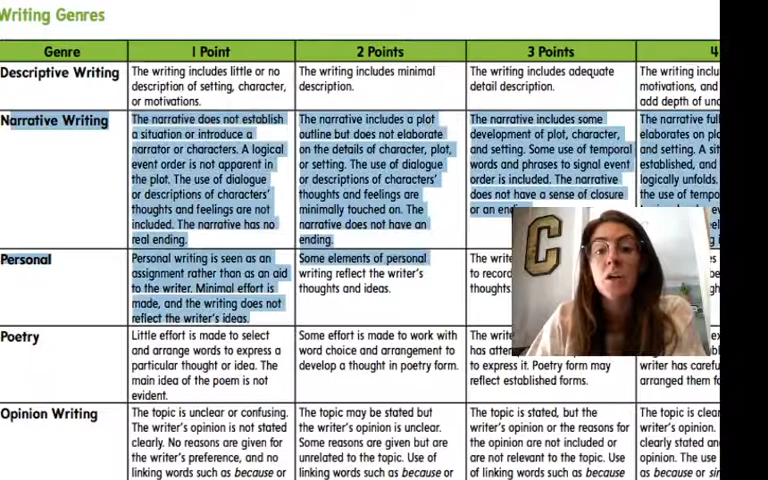 Writing Genres
Genre
1 Point
2 Points
3 Points
4
Descriptive Writing
The writing includes little or no
description of setting, character,
or motivations.
The writing includes minimal
description.
The writing includes adequate
detail description.
The writing inclu
motivations, and
add depth of und
Narrative Writing
The narrative does not establish
a situation or introduce a
narrator or characters. A logical
event order is not apparent in
the plot. The use of dialogue
or descriptions of characters'
thoughts and feelings are not
included. The narrative has no
real ending.
The narrative includes a plot
outline but does not elaborate
on the details of character, plot,
or setting. The use of dialogue
or descriptions of characters'
thoughts and feelings are
minimally touched on. The
narrative does not have an
ending.
The narrative includes some
development of plot, character,
and setting. Some use of temporal
words and phrases to signal event
order is included. The narrative
does not have a sense of closure
or an
The narrative full
elaborates on plo
and setting. A sit
established, and
logically unfolds.
the use of tempo
Personal
Personal writing is seen as an
assignment rather than as an aid
to the writer. Minimal effort is
made, and the writing does not
reflect the writer's ideas.
Some elements of personal
writing reflect the writer's
thoughts and ideas.
The write
to record
thoughts
Poetry
Little effort is made to select
and arrange words to express a
particular thought or idea. The
main idea of the poem is not
evident.
Some effort is made to work with
word choice and arrangement to
develop a thought in poetry form.
The write
has atte
to express it. Poetry form may
reflect established forms.
writer has carefu
arranged them f
Opinion Writing
The topic is unclear or confusing.
The writer's opinion is not stated
clearly. No reasons are given for
the writer's preference, and no
linking words such as because or
The topic may be stated but
the writer's opinion is unclear.
Some reasons are given but are
unrelated to the topic. Use of
linking words such as because or
The topic is stated, but the
writer's opinion or the reasons for
the opinion are not included or
are not relevant to the topic. Use
of linking words such as because
The topic is clear
writer's opinion.
clearly stated and
opinion. The use
as because or sin
C